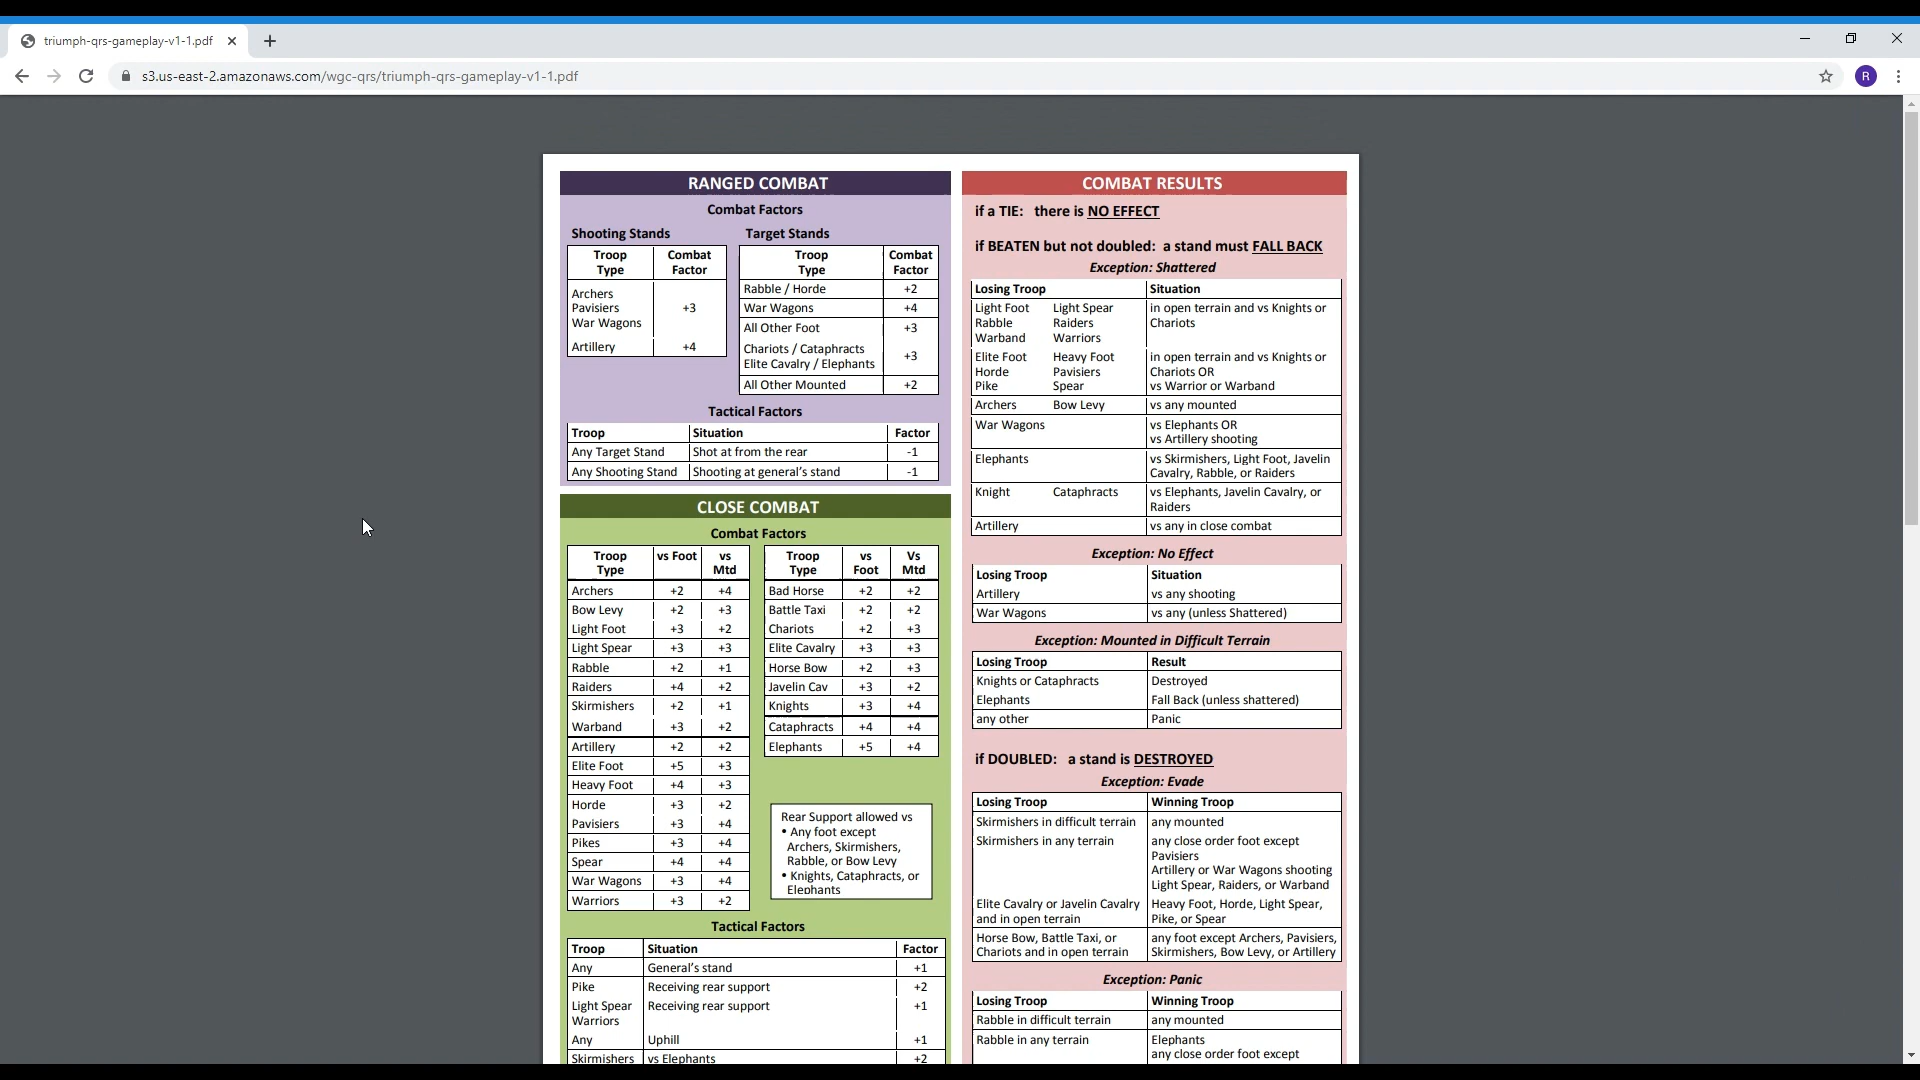 triumph-qrs-gameplay-v1-1.pdf
s3.us-east-2.amazonaws.com/wgc-qrs/triumph-qrs-gameplay-v1-1.pdf
R
RANGED COMBAT
Combat Factors
Shooting Stands
Troop Type Combat Factor
Archers
Pavisiers +3
War Wagons
Artillery +4
Target Stands
Troop Type Combat Factor
Rabble / Horde +2
War Wagons +4
All Other Foot +3
Chariots / Cataphracts
Elite Cavalry / Elephants +3
All Other Mounted +2
Tactical Factors
Troop Situation Factor
Any Target Stand Shot at from the rear -1
Any Shooting Stand Shooting at general's stand -1
CLOSE COMBAT
Combat Factors
Troop Type vs Foot vs Mtd
Archers +2 +4
Bow Levy +2 +3
Light Foot +3 +2
Light Spear +3 +3
Rabble +2 +1
Raiders +4 +2
Skirmishers +2 +1
Warband +3 +2
Artillery +2 +2
Elite Foot +5 +3
Heavy Foot +4 +3
Horde +3 +2
Pavisiers +3 +4
Pikes +3 +4
Spear +4 +4
War Wagons +3 +4
Warriors +3 +2
Troop Type vs Foot Vs Mtd
Bad Horse +2 +2
Battle Taxi +2 +2
Chariots +2 +3
Elite Cavalry +3 +3
Horse Bow +2 +3
Javelin Cav +3 +2
Knights +3 +4
Cataphracts +4 +4
Elephants +5 +4
Rear Support allowed vs
• Any foot except
Archers, Skirmishers,
Rabble, or Bow Levy
• Knights, Cataphracts, or
Elephants
Tactical Factors
Troop Situation Factor
Any General's stand +1
Pike Receiving rear support +2
Light Spear Receiving rear support +1
Warriors
Any Uphill +1
Skirmishers vs Elephants +2
COMBAT RESULTS
if a TIE: there is NO EFFECT
if BEATEN but not doubled: a stand must FALL BACK
Exception: Shattered
Losing Troop Situation
Light Foot Light Spear in open terrain and vs Knights or
Rabble Raiders Chariots
Warband Warriors
Elite Foot Heavy Foot in open terrain and vs Knights or
Horde Pavisiers Chariots OR
Pike Spear vs Warrior or Warband
Archers Bow Levy vs any mounted
War Wagons vs Elephants OR
vs Artillery shooting
Elephants vs Skirmishers, Light Foot, Javelin
Cavalry, Rabble, or Raiders
Knight Cataphracts vs Elephants, Javelin Cavalry, or
Raiders
Artillery vs any in close combat
Exception: No Effect
Losing Troop Situation
Artillery vs any shooting
War Wagons vs any (unless Shattered)
Exception: Mounted in Difficult Terrain
Losing Troop Result
Knights or Cataphracts Destroyed
Elephants Fall Back (unless shattered)
any other Panic
if DOUBLED: a stand is DESTROYED
Exception: Evade
Losing Troop Winning Troop
Skirmishers in difficult terrain any mounted
Skirmishers in any terrain any close order foot except
Pavisiers
Artillery or War Wagons shooting
Light Spear, Raiders, or Warband
Elite Cavalry or Javelin Cavalry Heavy Foot, Horde, Light Spear,
and in open terrain Pike, or Spear
Horse Bow, Battle Taxi, or any foot except Archers, Pavisiers,
Chariots and in open terrain Skirmishers, Bow Levy, or Artillery
Exception: Panic
Losing Troop Winning Troop
Rabble in difficult terrain any mounted
Rabble in any terrain Elephants
any close order foot except